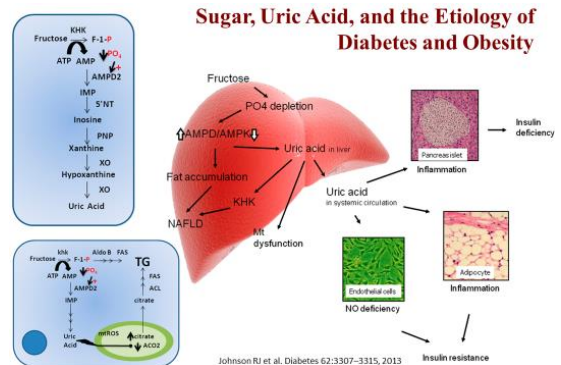 Sugar, Uric Acid, and the Etiology of
Diabetes and Obesity
KHK
Fructose F-1-P
PO4
ATP AMP +
AMPD2
IMP
5'NT
Inosine
PNP
Xanthine
XO
Hypoxanthine
XO
Uric Acid
khk Aldo B FAS
Fructose F-1-P
PO4
ATP AMP +
AMPD2
IMP
Uric
Acid
mtROS
TG
FAS
ACL
citrate
citrate
ACO2
Fructose
PO4 depletion
AMPD/AMPK
Uric acid in liver
Fat accumulation
KHK
NAFLD
Mt
dysfunction
Uric acid
in systemic circulation
Pancreas islet
Inflammation
Insulin
deficiency
Endothelial cells
NO deficiency
Adipocyte
Inflammation
Insulin resistance
Johnson RJ et al. Diabetes 62:3307–3315, 2013